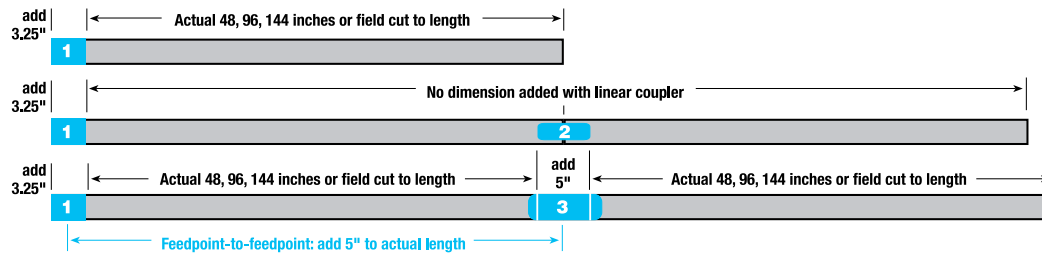 add
3.25"
Actual 48, 96, 144 inches or field cut to length
1
add
3.25"
No dimension added with linear coupler
1
2
add
3.25"
Actual 48, 96, 144 inches or field cut to length
add
5"
Actual 48, 96, 144 inches or field cut to length
1
3
Feedpoint-to-feedpoint: add 5" to actual length